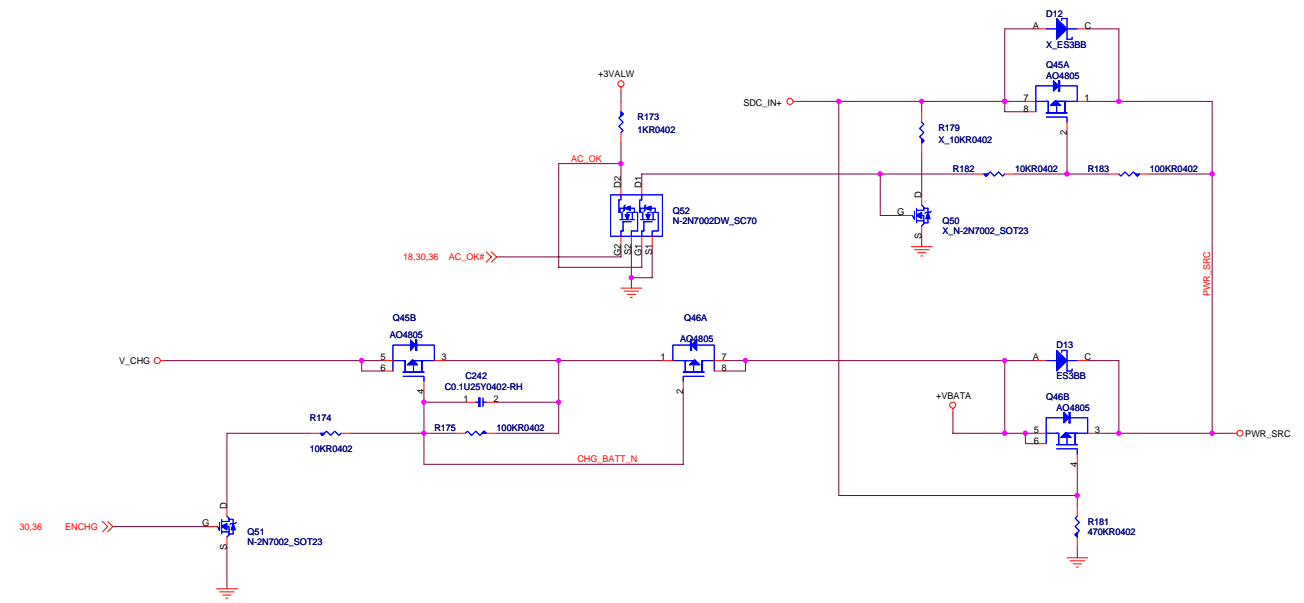 D12
A
C
X_ES3BB
Q45A
AO4805
+3VALW
SDC_IN+
7
8
1
2
R173
1KR0402
R179
X_10KR0402
AC_OK
R182
10KR0402
R183
100KR0402
D2
D1
Q52
N-2N7002DW_SC70
G2
S2
G1
S1
D
G
S
Q50
X_N-2N7002_SOT23
18,30,36
AC_OK#
PWR_SRC
Q45B
AO4805
Q46A
AO4805
V_CHG
5
6
3
4
1
7
8
2
D13
A
C
ES3BB
C242
C0.1U25Y0402-RH
1
2
+VBATA
Q46B
AO4805
5
6
3
4
R174
10KR0402
R175
100KR0402
PWR_SRC
CHG_BATT_N
30,36
ENCHG
D
G
S
Q51
N-2N7002_SOT23
R181
470KR0402